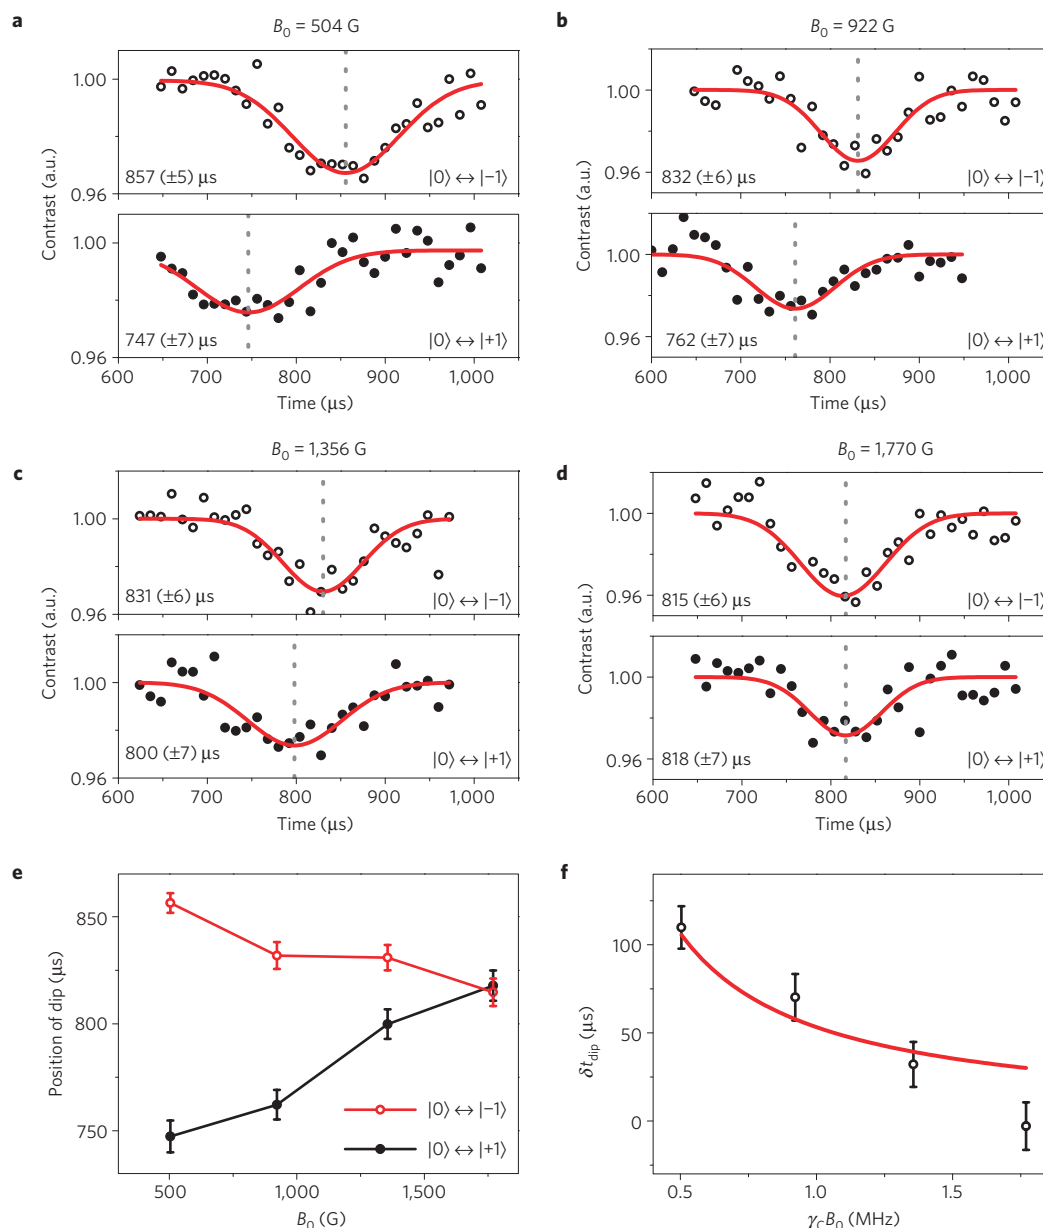 a
B₀ = 504 G
1.00
857 (±5) μs
|0⟩ ↔ |−1⟩
0.96
1.00
747 (±7) μs
|0⟩ ↔ |+1⟩
0.96
Contrast (a.u.)
600 700 800 900 1,000
Time (μs)
b
B₀ = 922 G
1.00
832 (±6) μs
|0⟩ ↔ |−1⟩
0.96
1.00
762 (±7) μs
|0⟩ ↔ |+1⟩
0.96
Contrast (a.u.)
600 700 800 900 1,000
Time (μs)
c
B₀ = 1,356 G
1.00
831 (±6) μs
|0⟩ ↔ |−1⟩
0.96
1.00
800 (±7) μs
|0⟩ ↔ |+1⟩
0.96
Contrast (a.u.)
600 700 800 900 1,000
Time (μs)
d
B₀ = 1,770 G
1.00
0.96
815 (±6) μs
|0⟩ ↔ |−1⟩
1.00
818 (±7) μs
|0⟩ ↔ |+1⟩
0.96
Contrast (a.u.)
600 700 800 900 1,000
Time (μs)
e
850
800
750
Position of dip (μs)
|0⟩ ↔ |−1⟩
|0⟩ ↔ |+1⟩
500 1,000 1,500
B₀ (G)
f
100
50
0
δt_dip (μs)
0.5 1.0 1.5
γ_C B₀ (MHz)